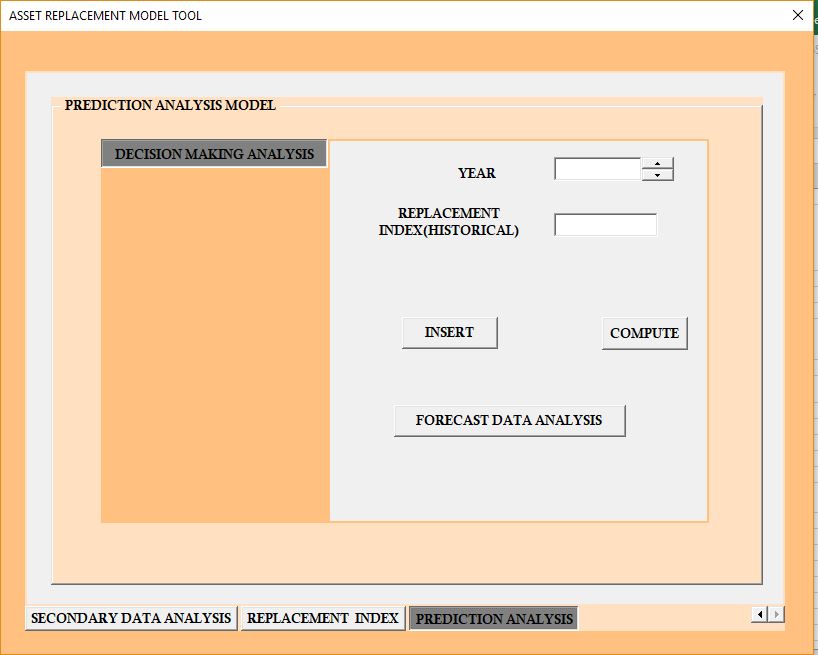 ASSET REPLACEMENT MODEL TOOL
PREDICTION ANALYSIS MODEL
DECISION MAKING ANALYSIS
YEAR
REPLACEMENT
INDEX(HISTORICAL)
INSERT
COMPUTE
FORECAST DATA ANALYSIS
SECONDARY DATA ANALYSIS
REPLACEMENT INDEX
PREDICTION ANALYSIS